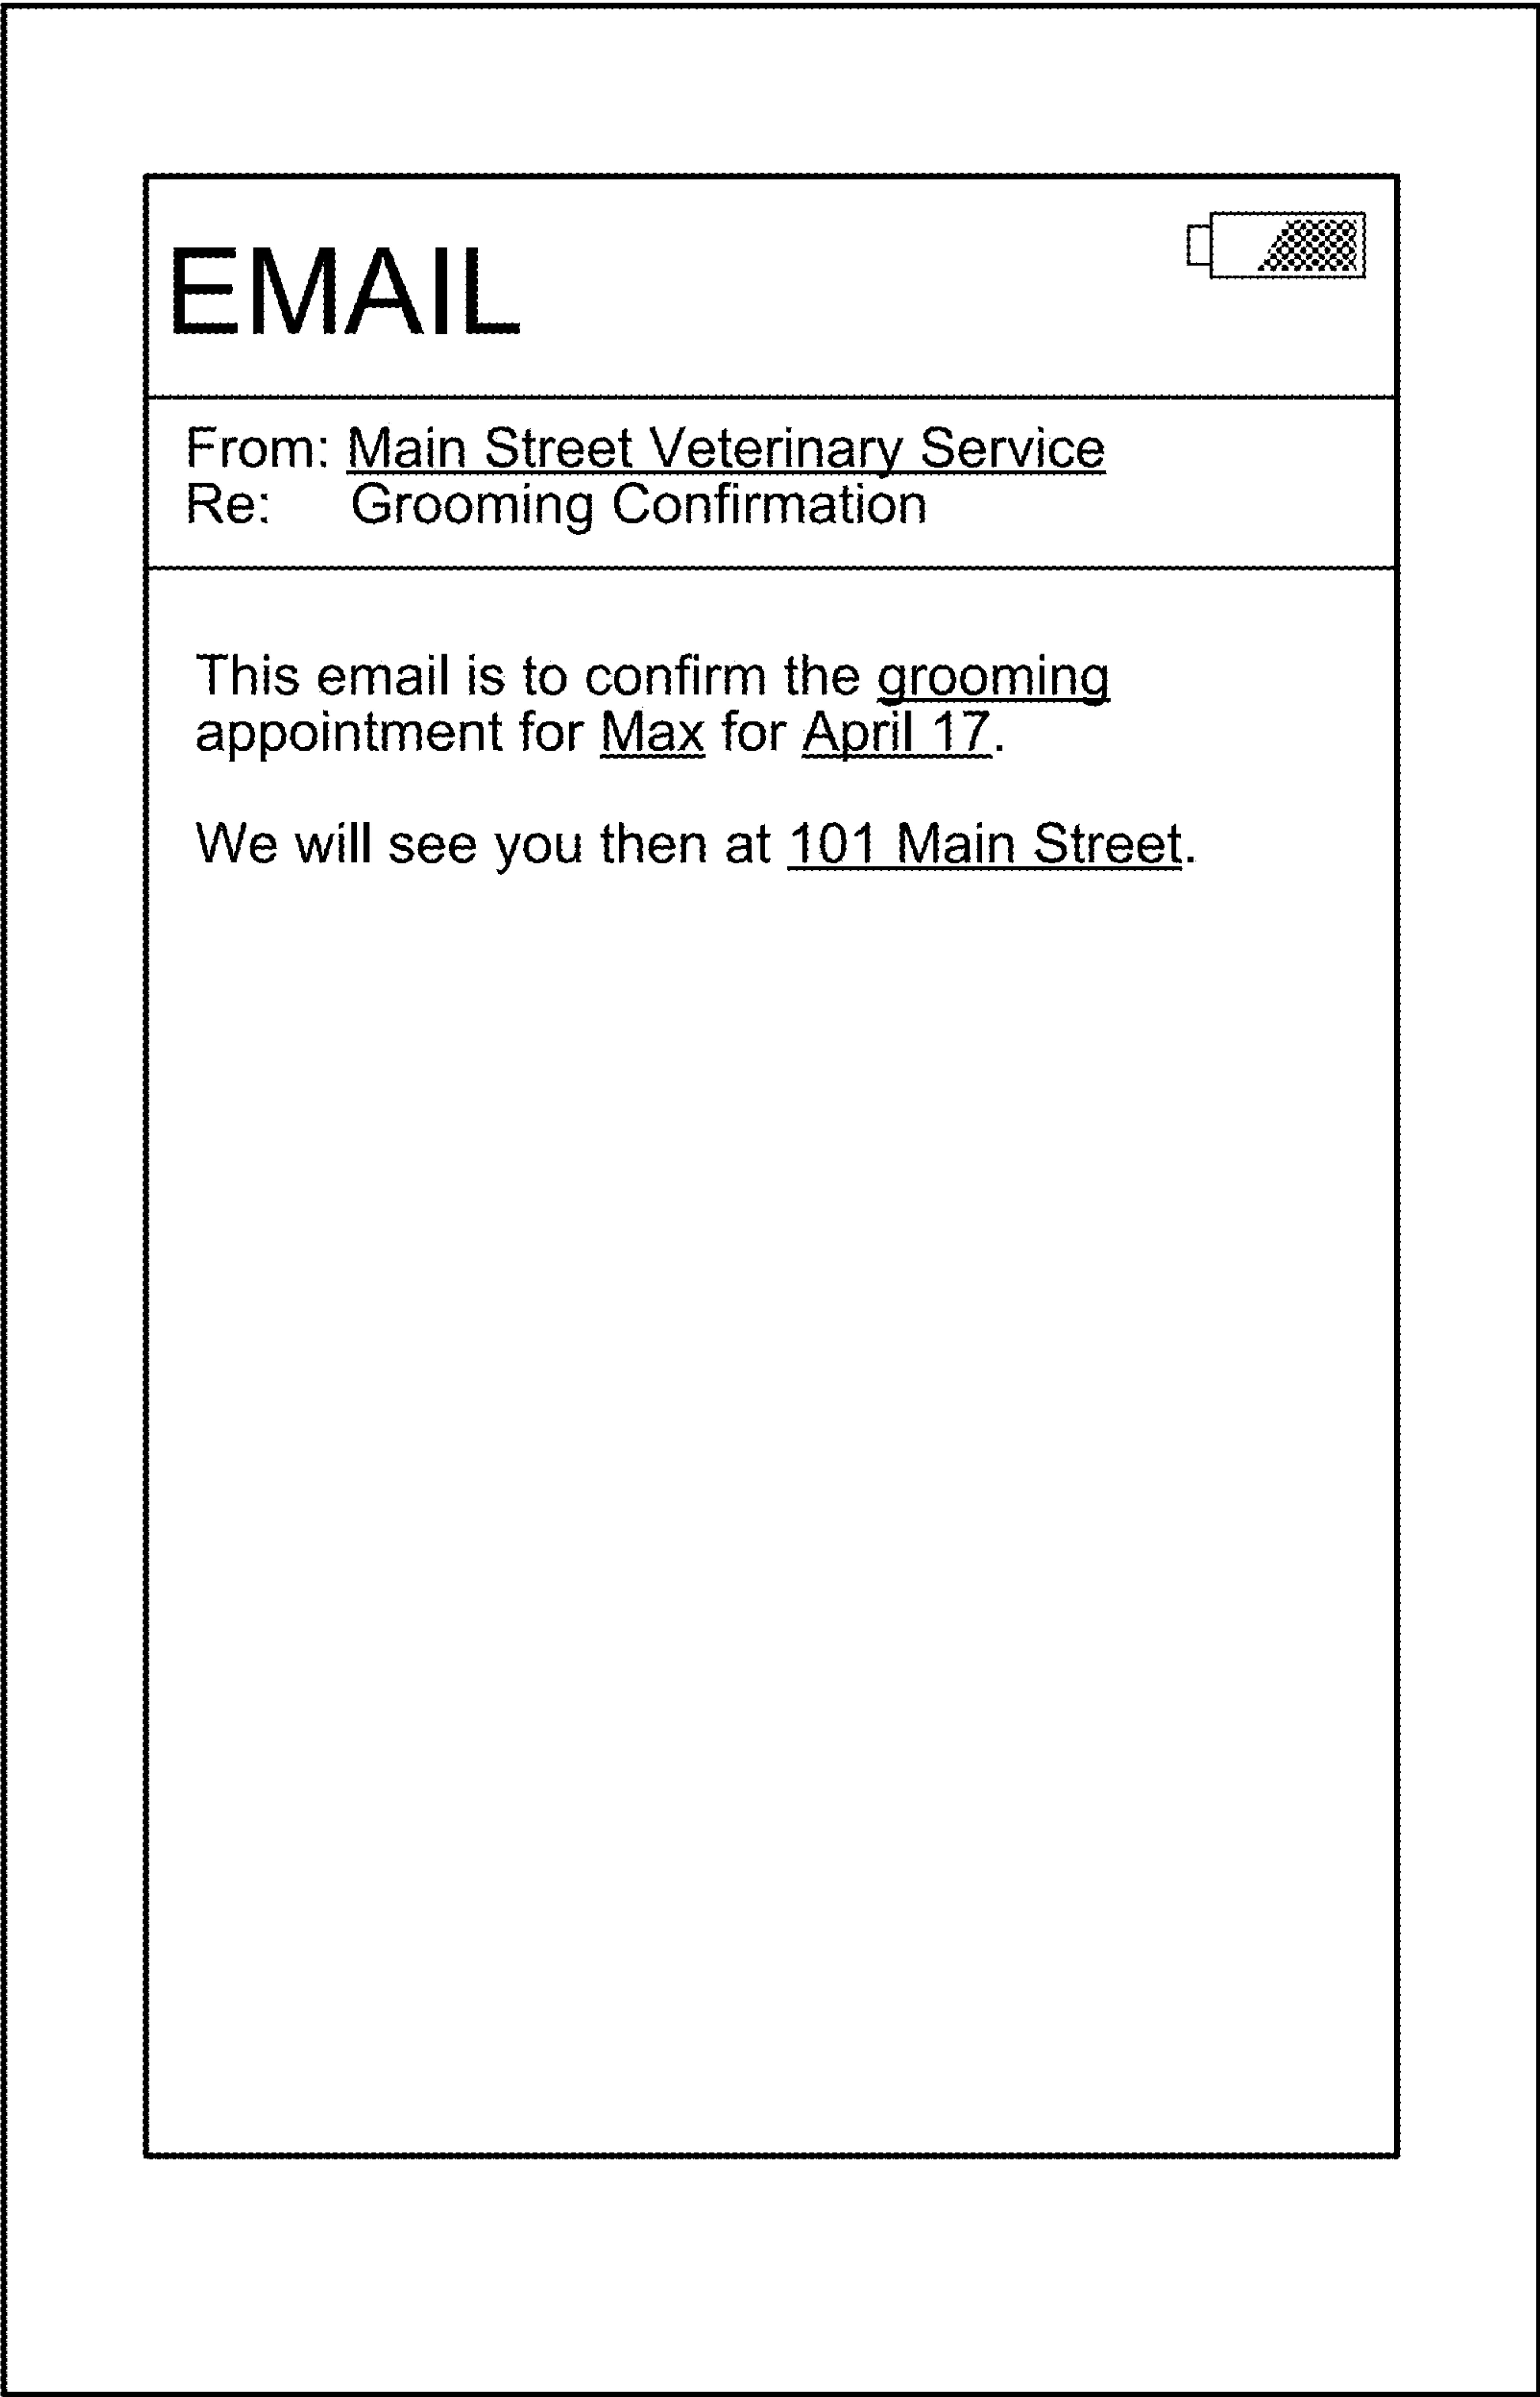 EMAIL
From: Main Street Veterinary Service
Re: Grooming Confirmation
This email is to confirm the grooming
appointment for Max for April 17.
We will see you then at 101 Main Street.